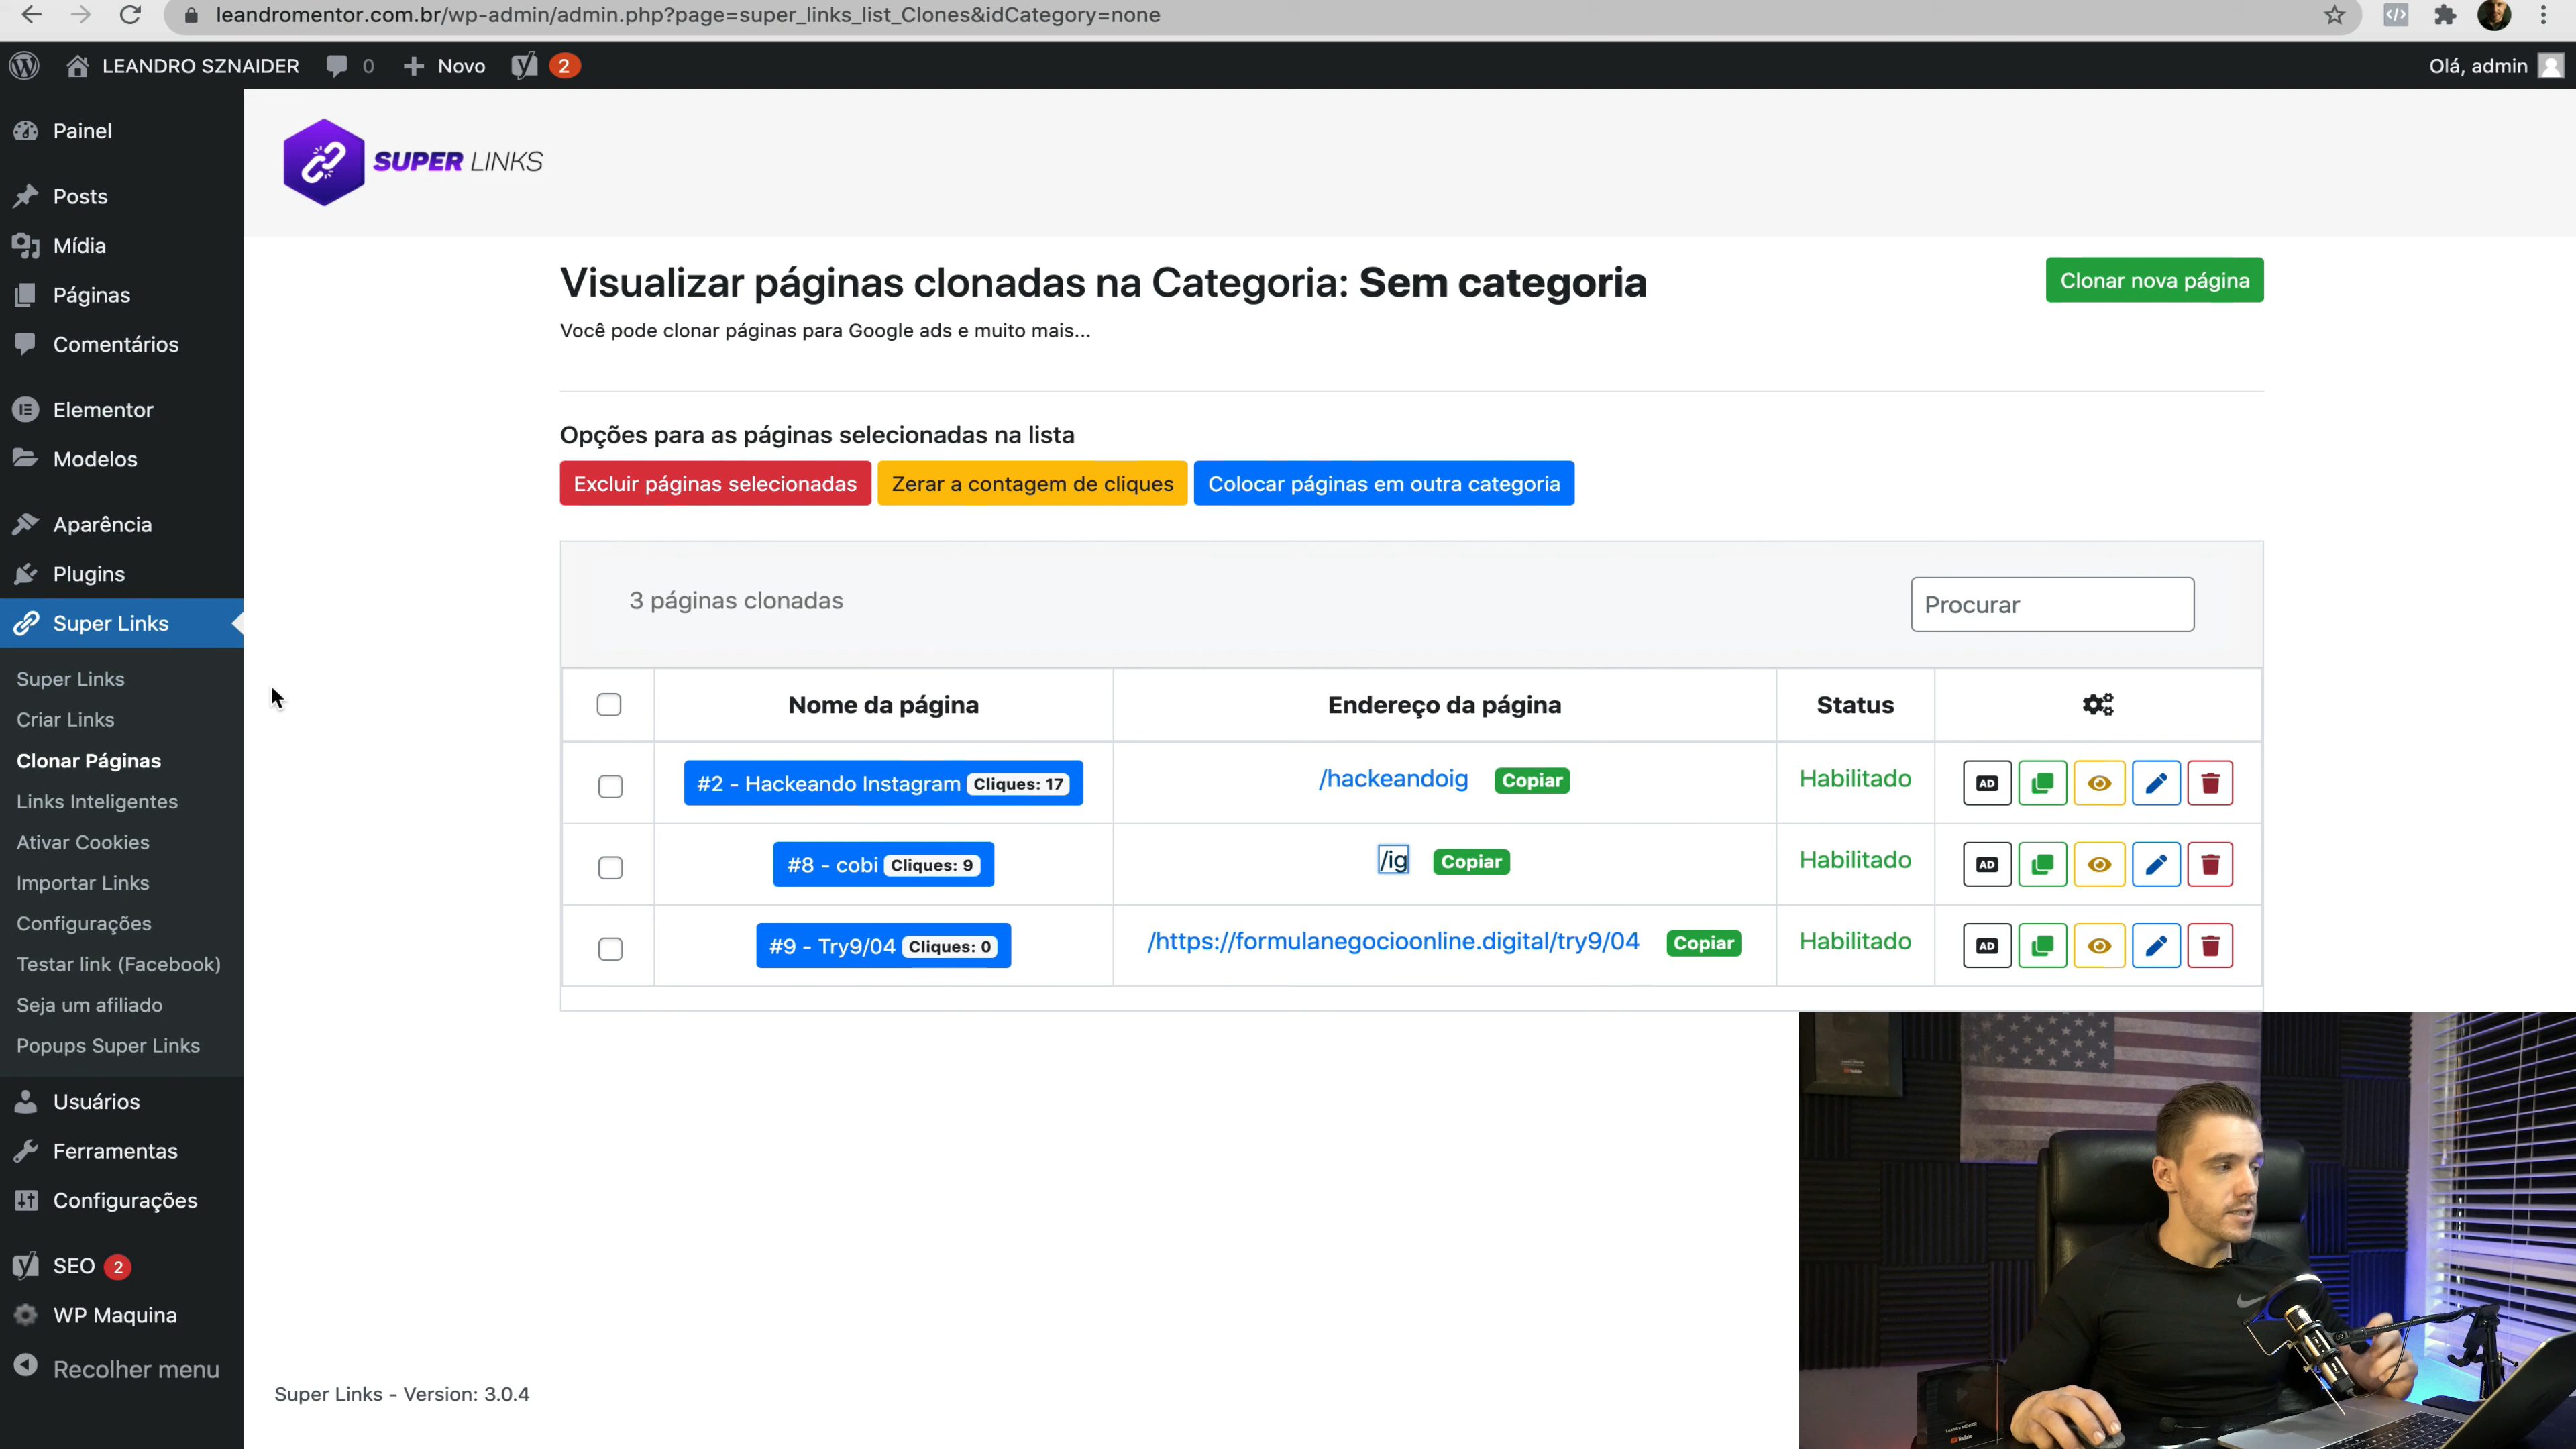 leandromentor.com.br/wp-admin/admin.php?page=super_links_list_Clones&idCategory=none
LEANDRO SZNAIDER 0 Novo 2 Olá, admin
Painel
Posts
Mídia
Páginas
Comentários
Elementor
Modelos
Aparência
Plugins
Super Links
Super Links
Criar Links
Clonar Páginas
Links Inteligentes
Ativar Cookies
Importar Links
Configurações
Testar link (Facebook)
Seja um afiliado
Popups Super Links
Usuários
Ferramentas
Configurações
SEO 2
WP Maquina
Recolher menu
SUPER LINKS
Visualizar páginas clonadas na Categoria: Sem categoria
Clonar nova página
Você pode clonar páginas para Google ads e muito mais...
Opções para as páginas selecionadas na lista
Excluir páginas selecionadas Zerar a contagem de cliques Colocar páginas em outra categoria
3 páginas clonadas Procurar
Nome da página Endereço da página Status
#2 - Hackeando Instagram Cliques: 17 /hackeandoig Copiar Habilitado AD
#8 - cobi Cliques: 9 /ig Copiar Habilitado AD
#9 - Try9/04 Cliques: 0 /https://formulanegocioonline.digital/try9/04 Copiar Habilitado AD
Super Links - Version: 3.0.4